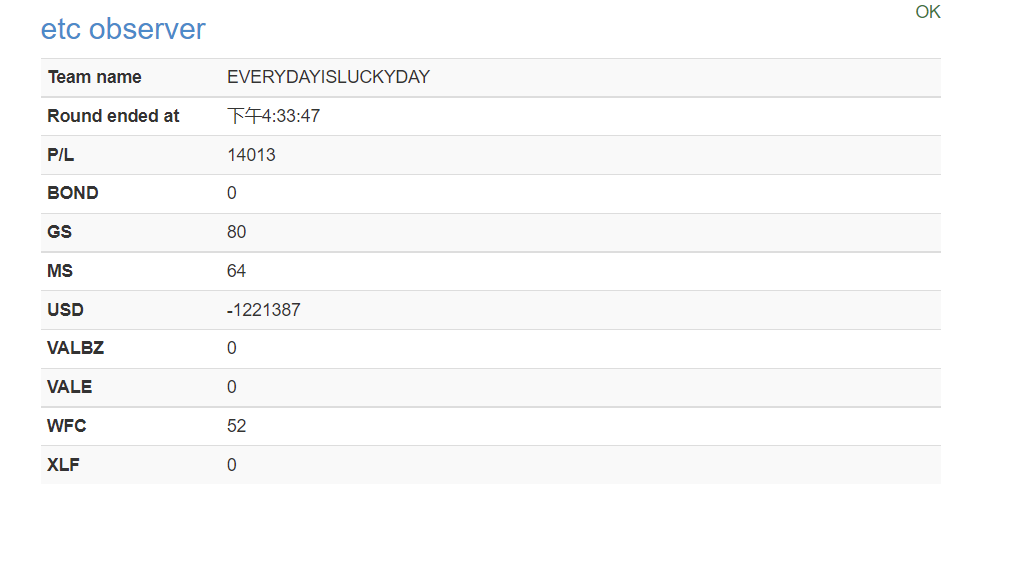 OK
etc observer
Team name EVERYDAYISLUCKYDAY
Round ended at 下午4:33:47
P/L 14013
BOND 0
GS 80
MS 64
USD -1221387
VALBZ 0
VALE 0
WFC 52
XLF 0